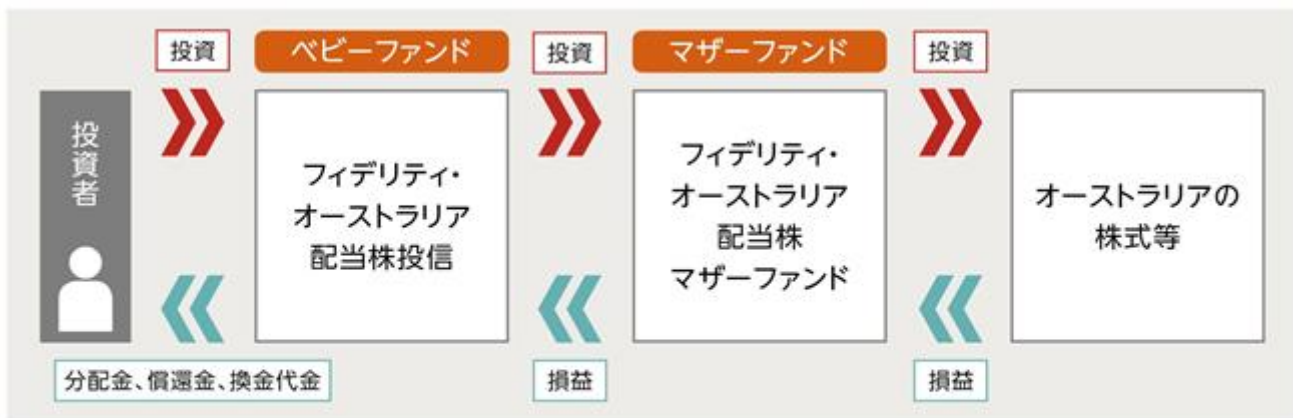 投資
ベビーファンド
投資
マザーファンド
投資
投資者
フィデリティ・
オーストラリア
配当株投信
フィデリティ・
オーストラリア
配当株
マザーファンド
オーストラリアの
株式等
分配金、償還金、換金代金
損益
損益